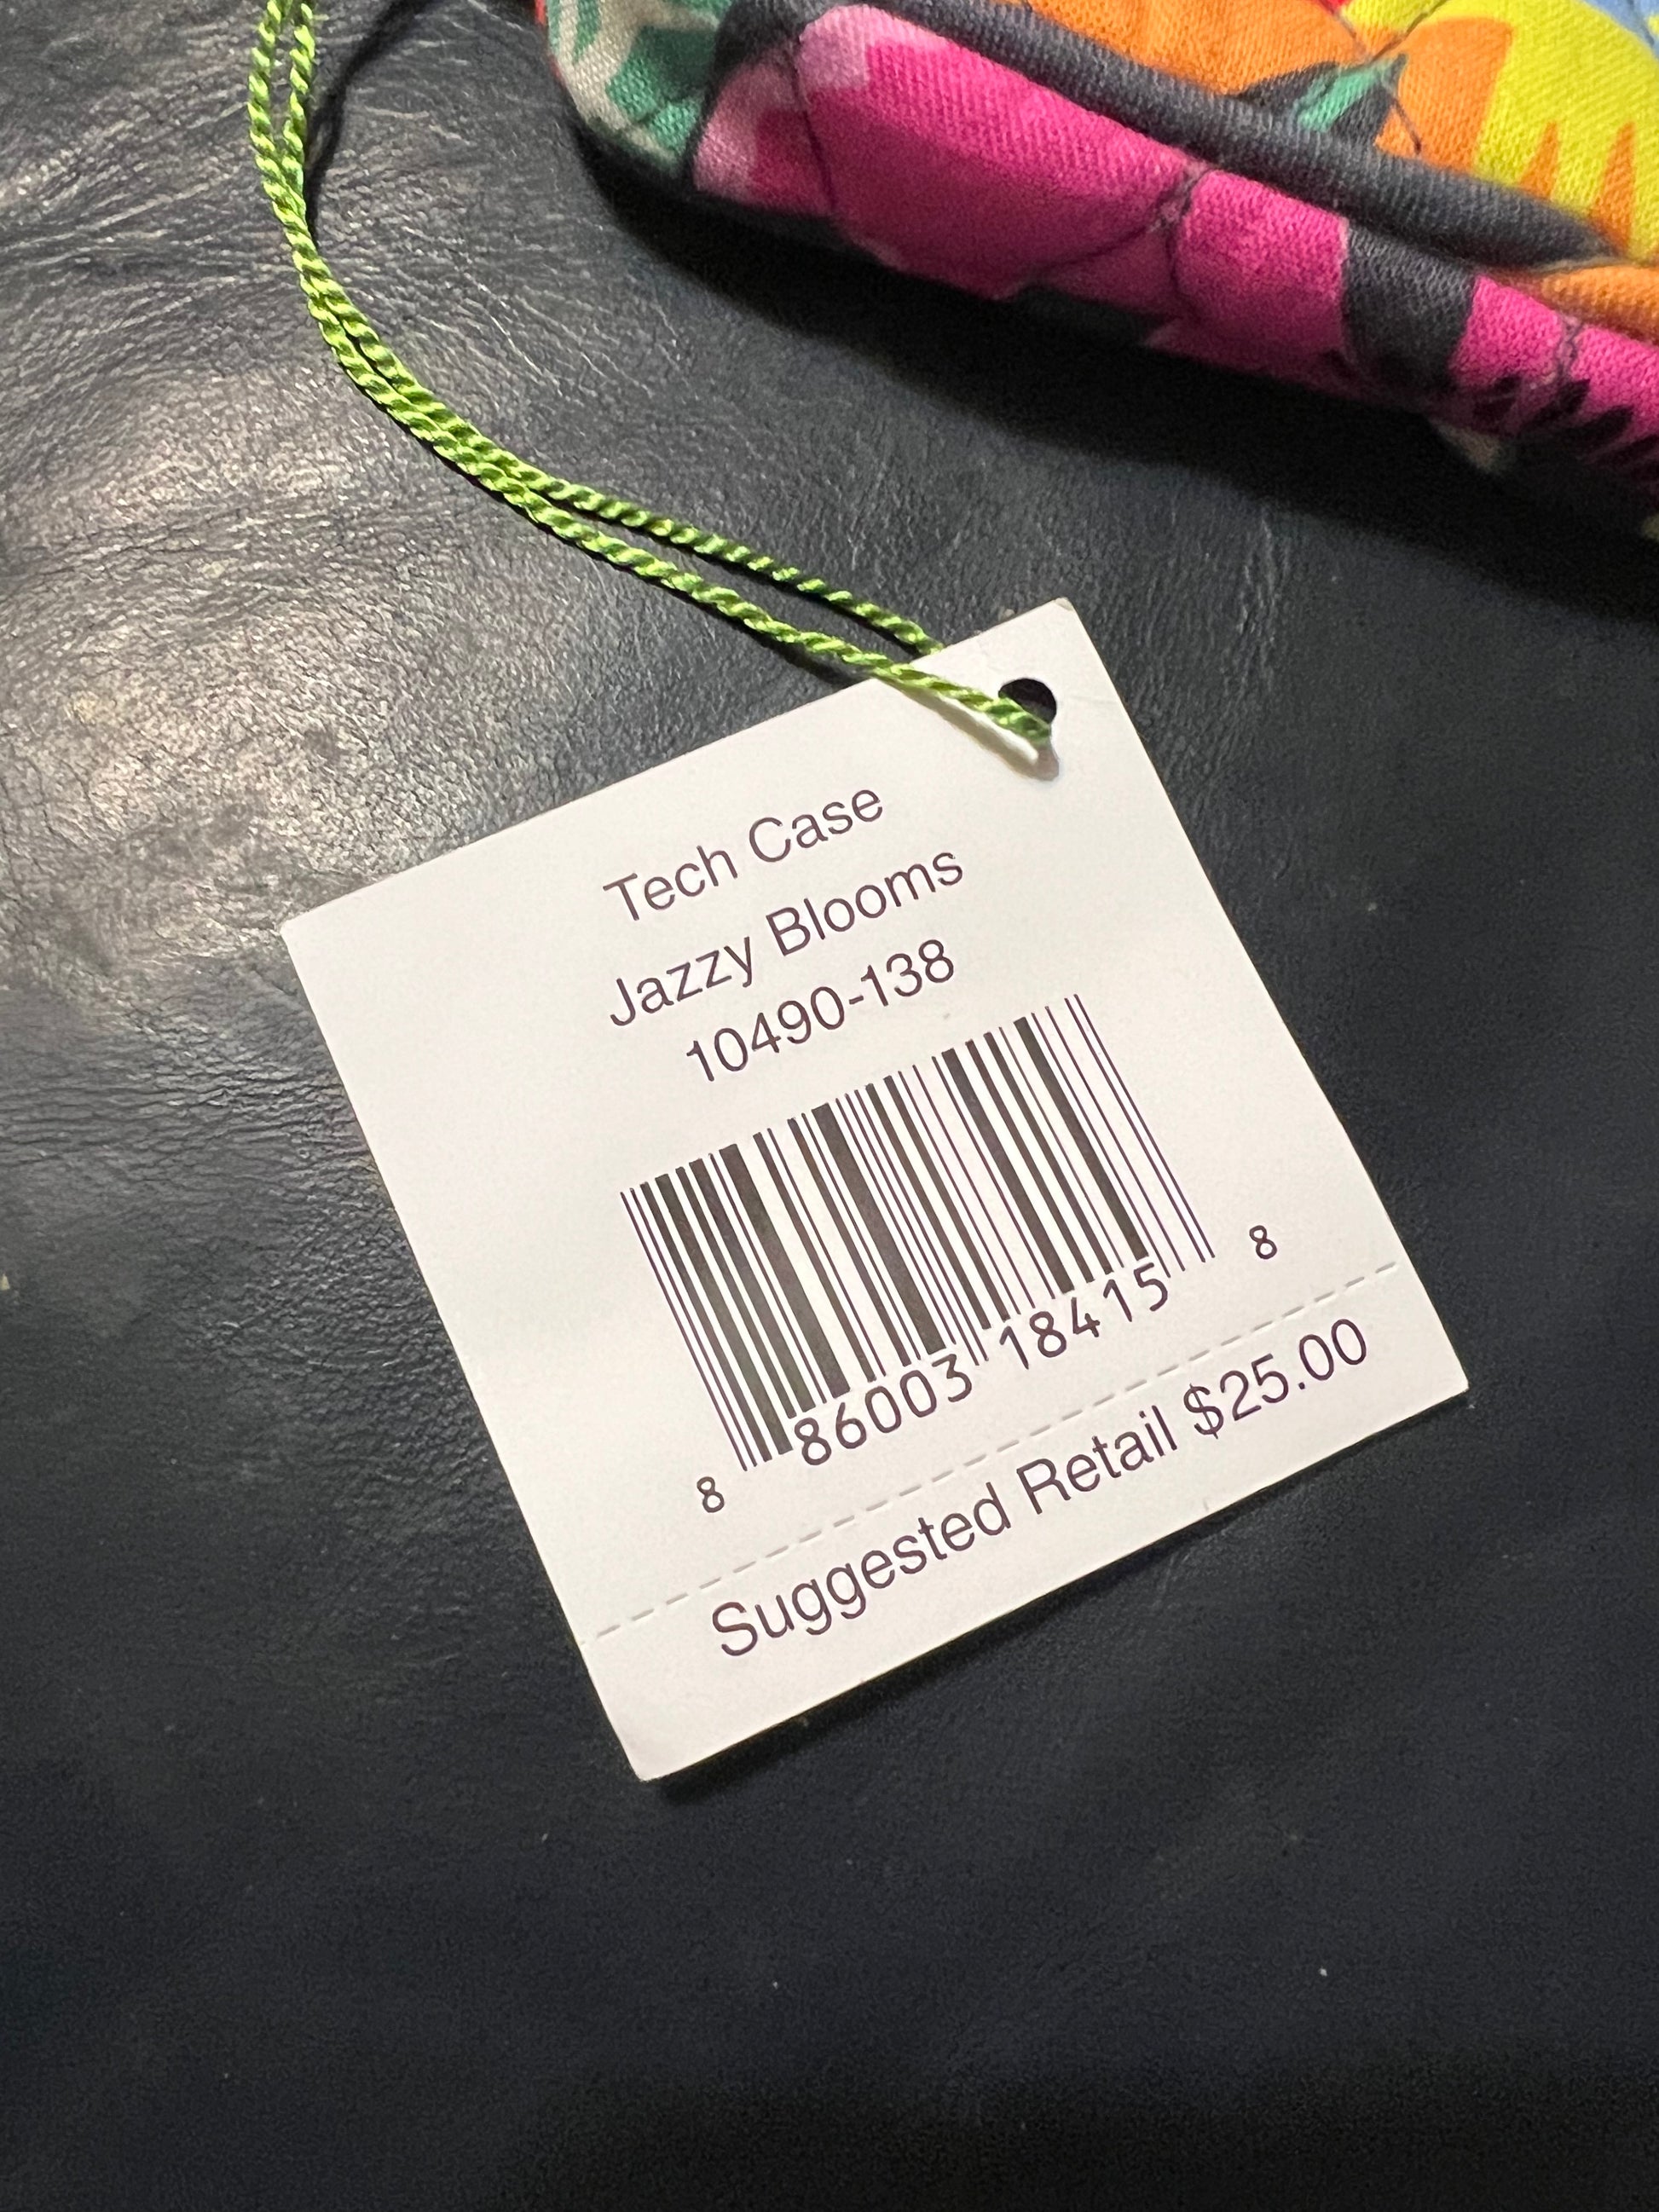 Tech Case
Jazzy Blooms
10490-138
8 86003 18415 8
Suggested Retail $25.00